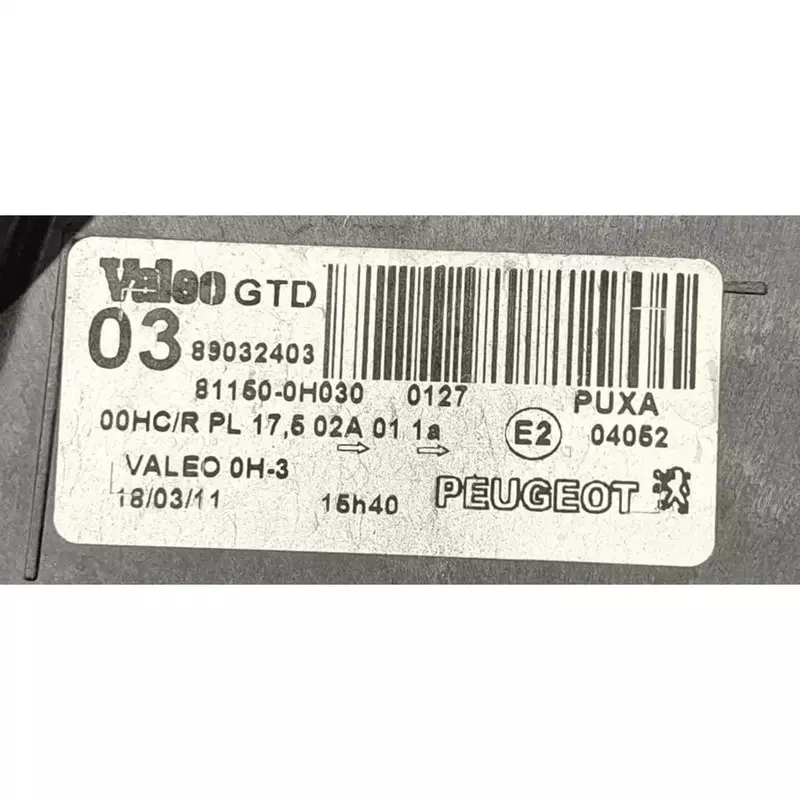 Valeo GTD
03 89032403
81150-0H030 0127 PUXA
00HC/R PL 17,5 02A 01 1a E2 04052
VALEO 0H-3
18/03/11 15h40 PEUGEOT